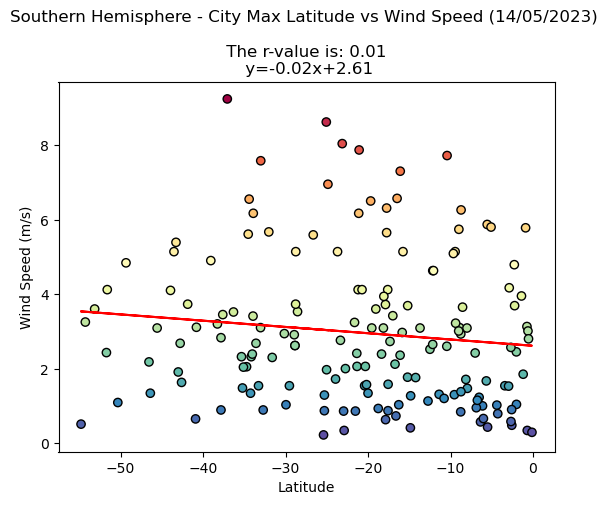 Southern Hemisphere - City Max Latitude vs Wind Speed (14/05/2023)
The r-value is: 0.01
y=-0.02x+2.61
Wind Speed (m/s)
8
6
4
2
0
−50 −40 −30 −20 −10 0
Latitude